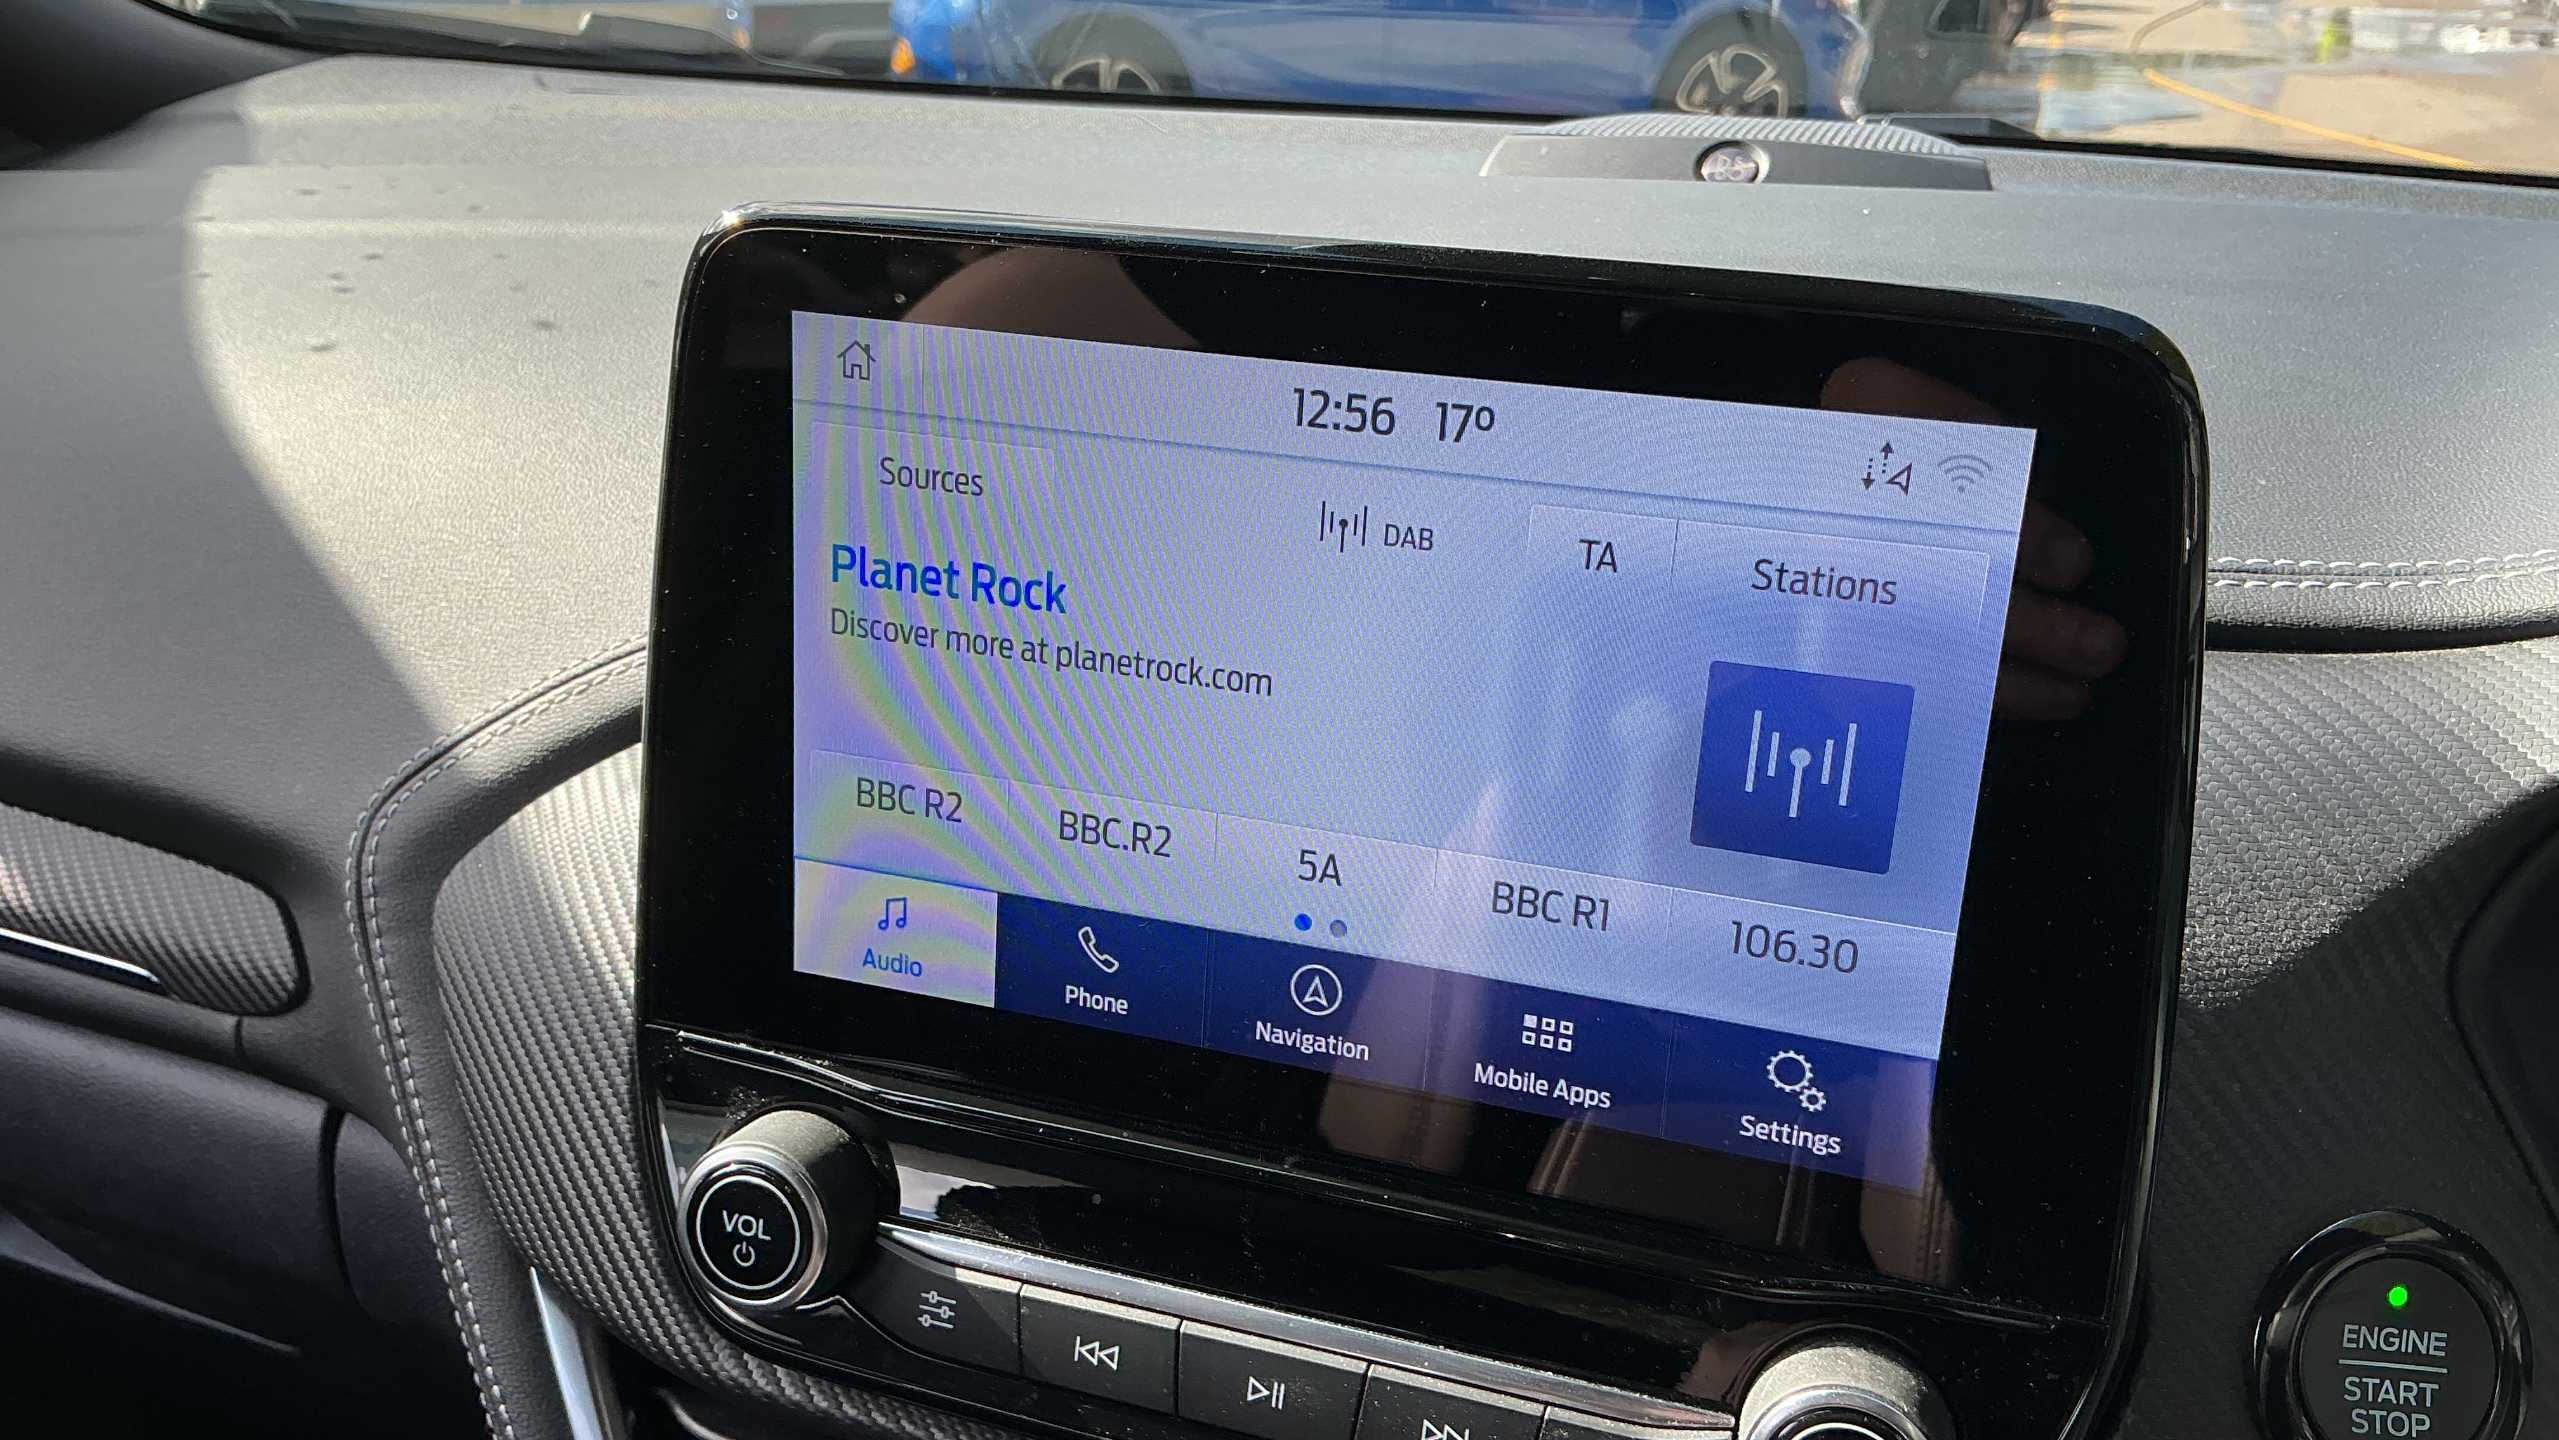 12:56 17º
Sources
DAB
TA
Stations
Planet Rock
Discover more at planetrock.com
BBC R2
BBC.R2
5A
BBC R1
106.30
Audio
Phone
Navigation
Mobile Apps
Settings
VOL
ENGINE
START
STOP